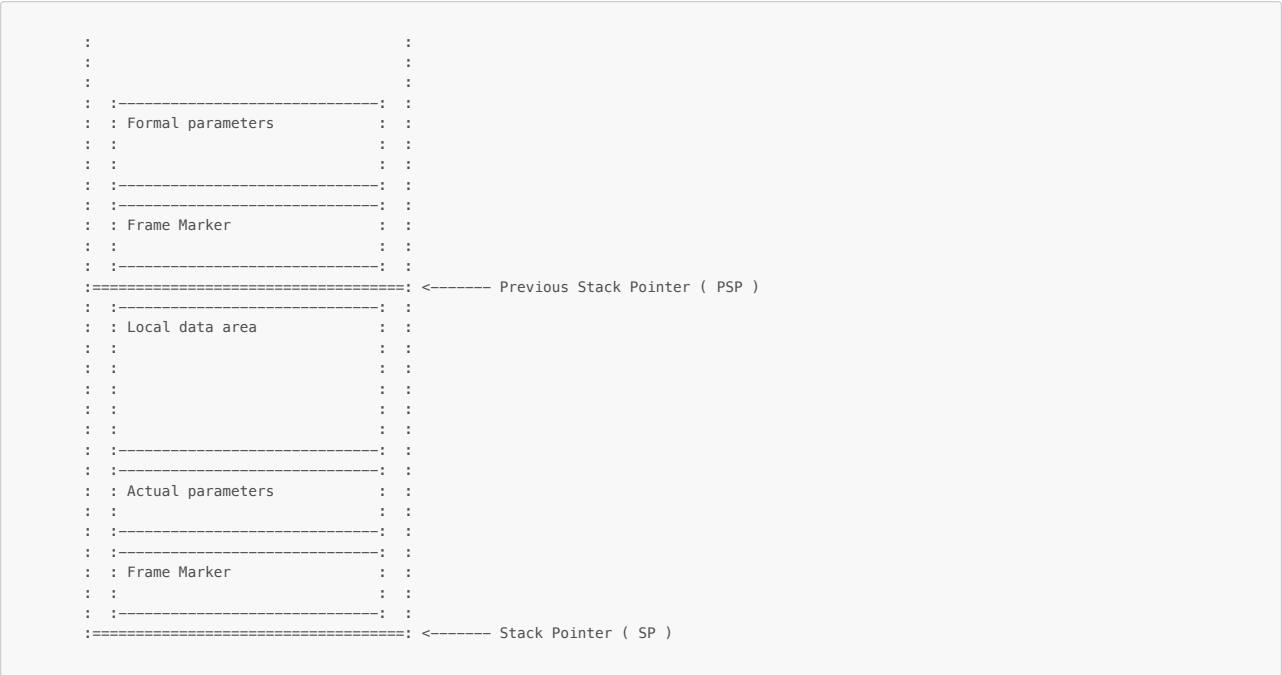 :                                     :
:                                     :
:                                     :
:  :------------------------------:  :
:  : Formal parameters            :  :
:  :                              :  :
:  :                              :  :
:  :------------------------------:  :
:  :------------------------------:  :
:  : Frame Marker                 :  :
:  :                              :  :
:  :------------------------------:  :
:====================================: <------- Previous Stack Pointer ( PSP )
:  :------------------------------:  :
:  : Local data area              :  :
:  :                              :  :
:  :                              :  :
:  :                              :  :
:  :                              :  :
:  :                              :  :
:  :------------------------------:  :
:  :------------------------------:  :
:  : Actual parameters            :  :
:  :                              :  :
:  :------------------------------:  :
:  :------------------------------:  :
:  : Frame Marker                 :  :
:  :                              :  :
:  :------------------------------:  :
:====================================: <------- Stack Pointer ( SP )